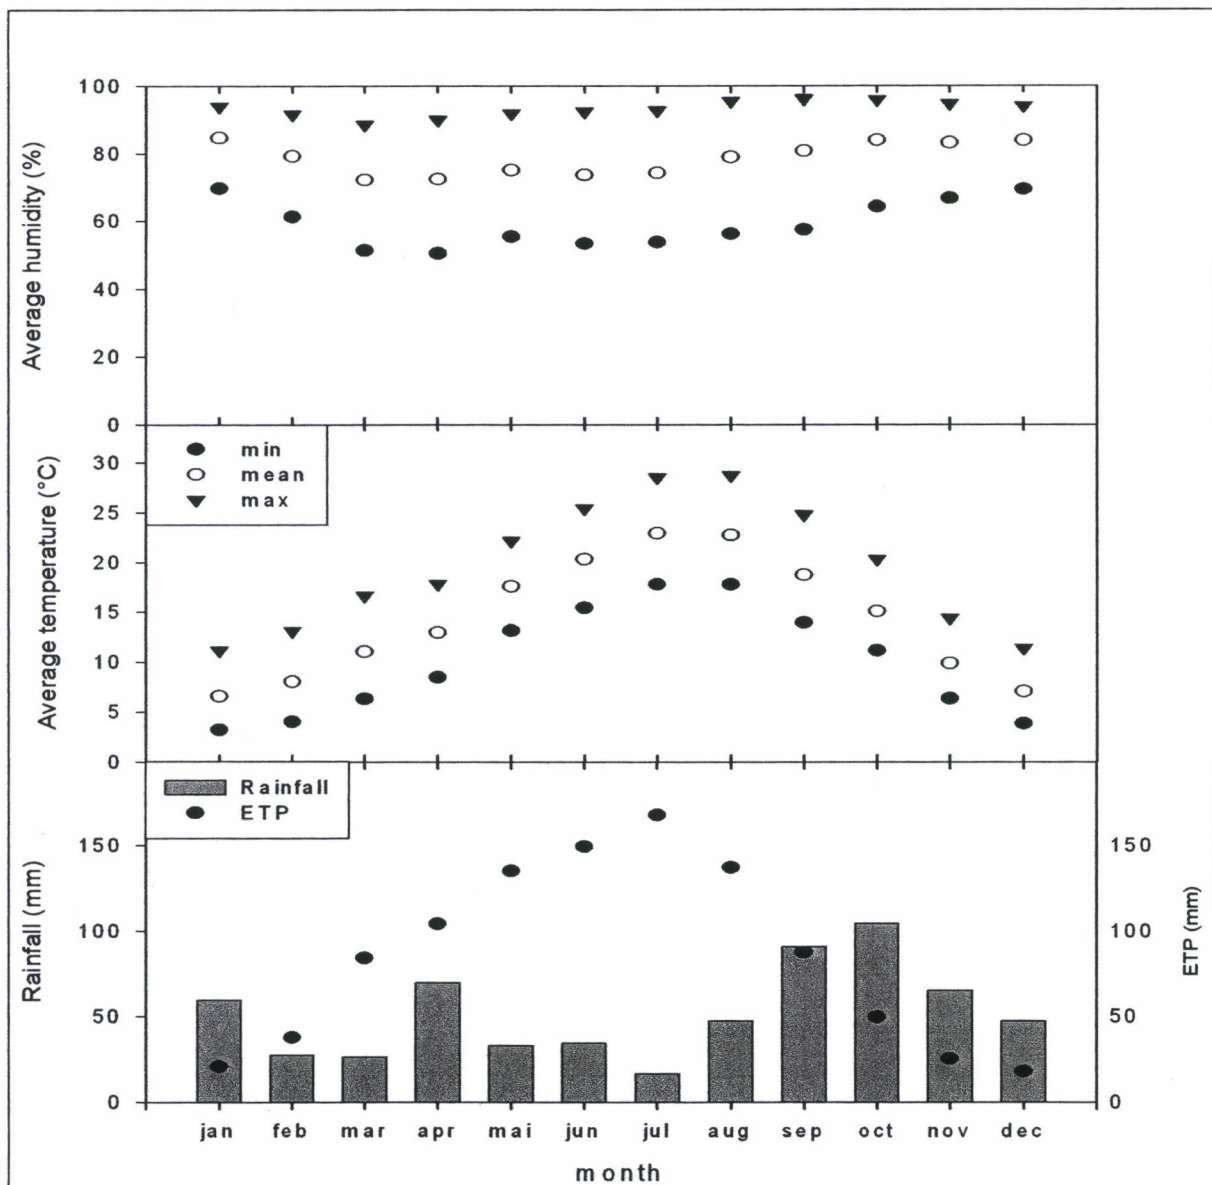 Average humidity (%)
100
80
60
40
20
0
min
mean
max
Average temperature (°C)
30
25
20
15
10
5
0
Rainfall
ETP
Rainfall (mm)
150
100
50
0
150
100
50
0
ETP (mm)
jan feb mar apr mai jun jul aug sep oct nov dec
month